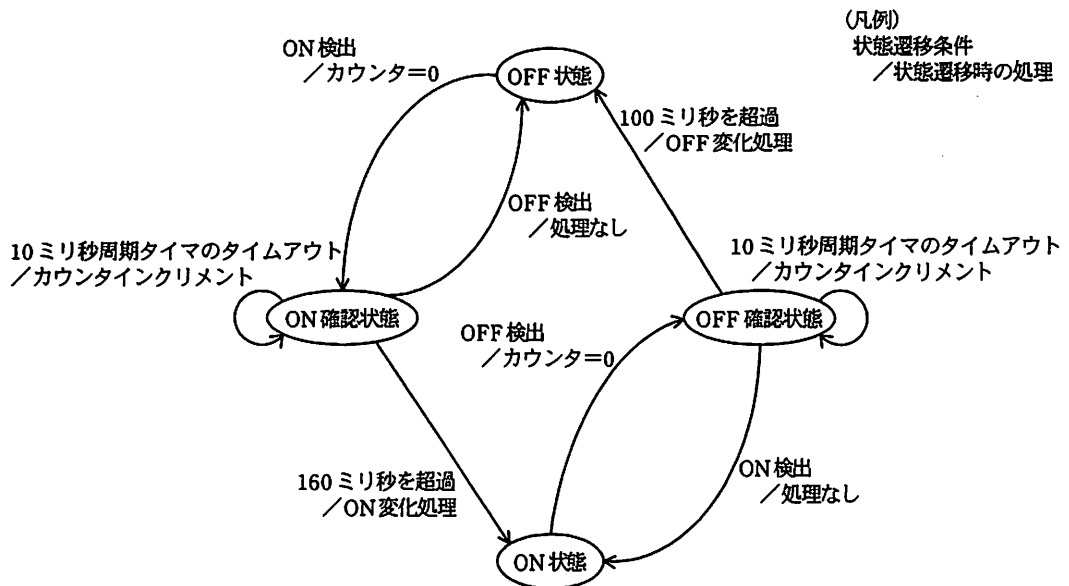 (凡例)
状態遷移条件
／状態遷移時の処理
ON 検出
／カウンタ＝0
OFF 状態
100 ミリ秒を超過
／OFF 変化処理
OFF 検出
／処理なし
10 ミリ秒周期タイマのタイムアウト
／カウンタインクリメント
10 ミリ秒周期タイマのタイムアウト
／カウンタインクリメント
ON 確認状態
OFF 確認状態
OFF 検出
／カウンタ＝0
160 ミリ秒を超過
／ON 変化処理
ON 検出
／処理なし
ON 状態